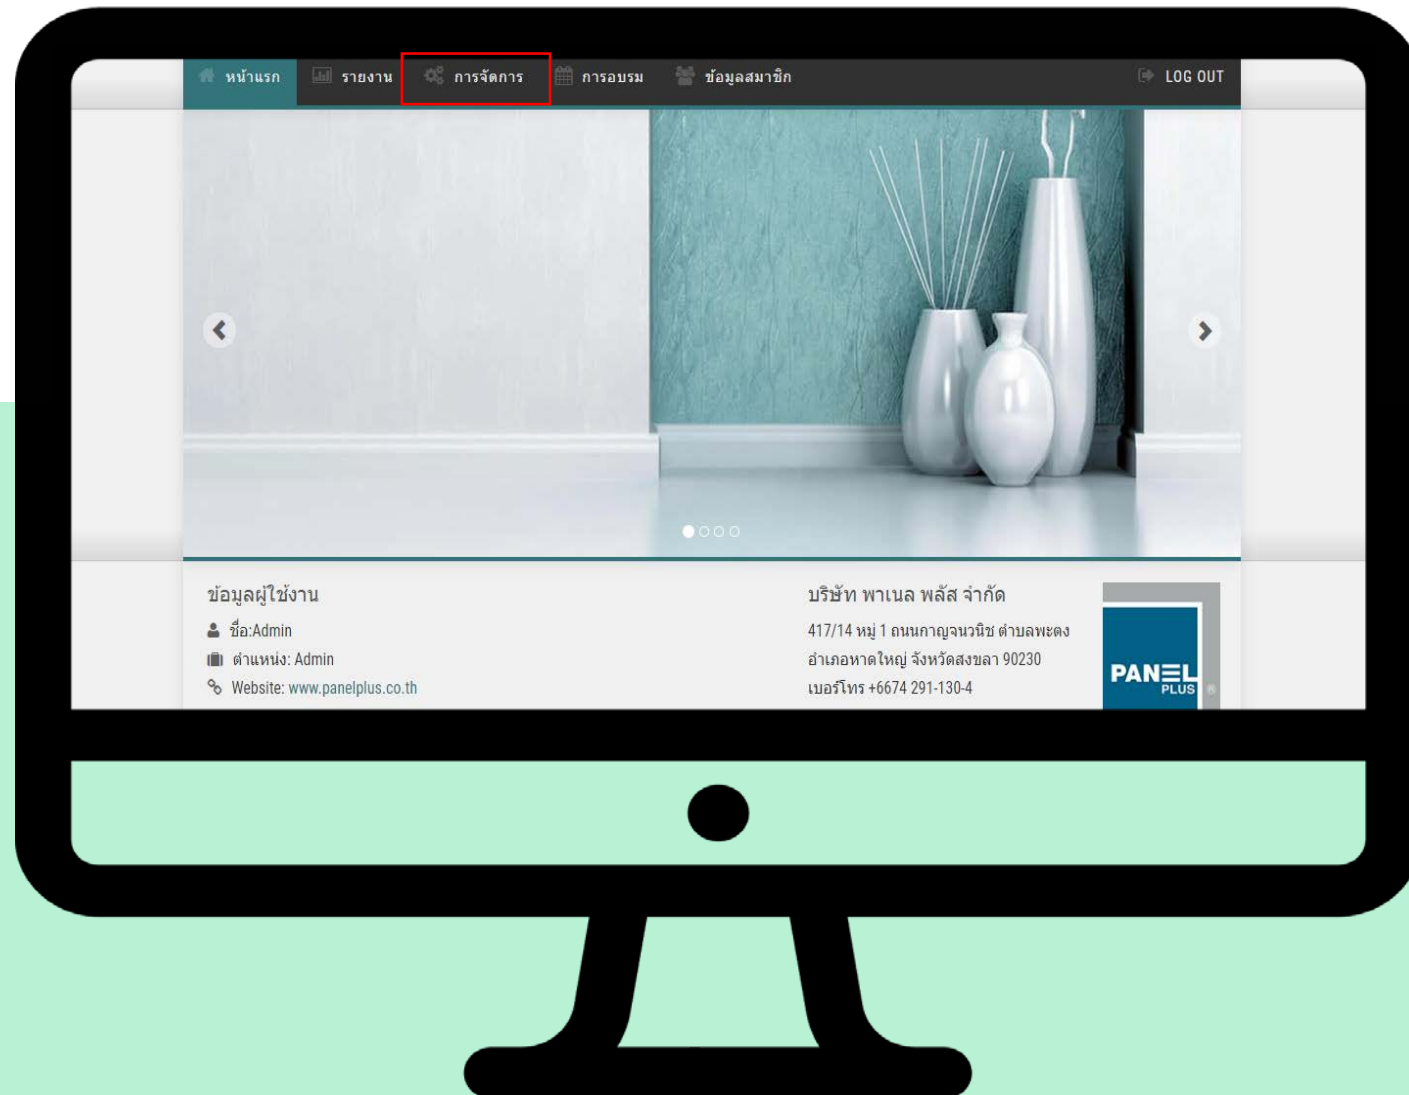 หน้าแรก รายงาน การจัดการ การอบรม ข้อมูลสมาชิก LOG OUT
ข้อมูลผู้ใช้งาน
ชื่อ:Admin
ตำแหน่ง: Admin
Website: www.panelplus.co.th
บริษัท พาเนล พลัส จำกัด
417/14 หมู่ 1 ถนนกาญจนวนิช ตำบลพะตง
อำเภอหาดใหญ่ จังหวัดสงขลา 90230
เบอร์โทร +6674 291-130-4
PANEL
PLUS ®